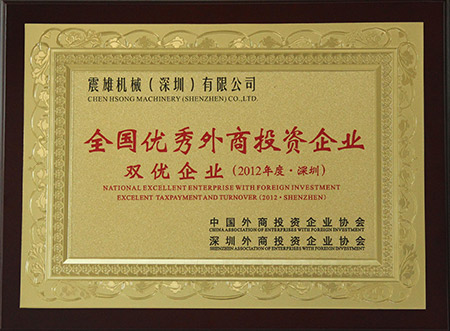 震雄机械（深圳）有限公司
CHEN HSONG MACHINERY (SHENZHEN) CO., LTD.
全国优秀外商投资企业
双优企业（2012年度·深圳）
NATIONAL EXCELLENT ENTERPRISE WITH FOREIGN INVESTMENT
EXCELENT TAXPAYMENT AND TURNOVER (2012·SHENZHEN)
中国外商投资企业协会
CHINA ASSOCIATION OF ENTERPRISES WITH FOREIGN INVESTMENT
深圳外商投资企业协会
SHENZHEN ASSOCIATION OF ENTERPRISES WITH FOREIGN INVESTMENT